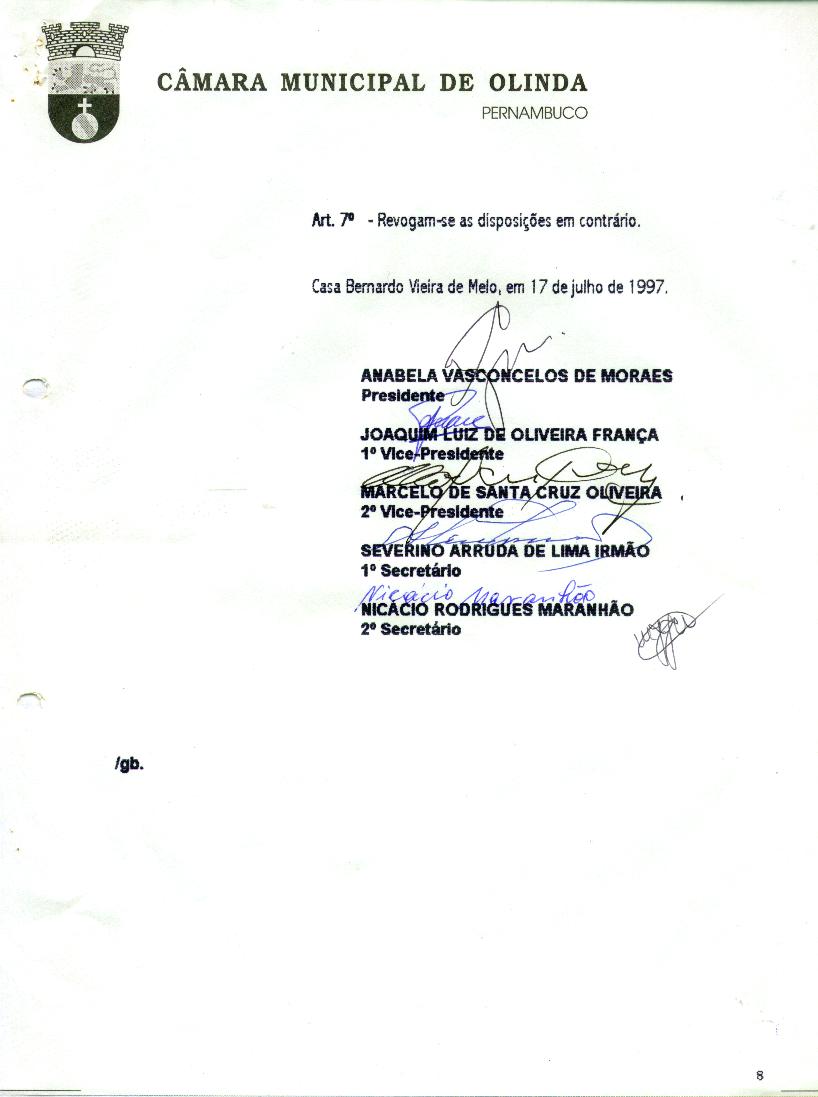 CÂMARA MUNICIPAL DE OLINDA
PERNAMBUCO
Art. 7º - Revogam-se as disposições em contrário.
Casa Bernardo Vieira de Melo, em 17 de julho de 1997.
ANABELA VASCONCELOS DE MORAES
Presidente
JOAQUIM LUIZ DE OLIVEIRA FRANÇA
1º Vice-Presidente
MARCELO DE SANTA CRUZ OLIVEIRA
2º Vice-Presidente
SEVERINO ARRUDA DE LIMA IRMÃO
1º Secretário
Nicácio Maranhão
NICÁCIO RODRIGUES MARANHÃO
2º Secretário
/gb.
8